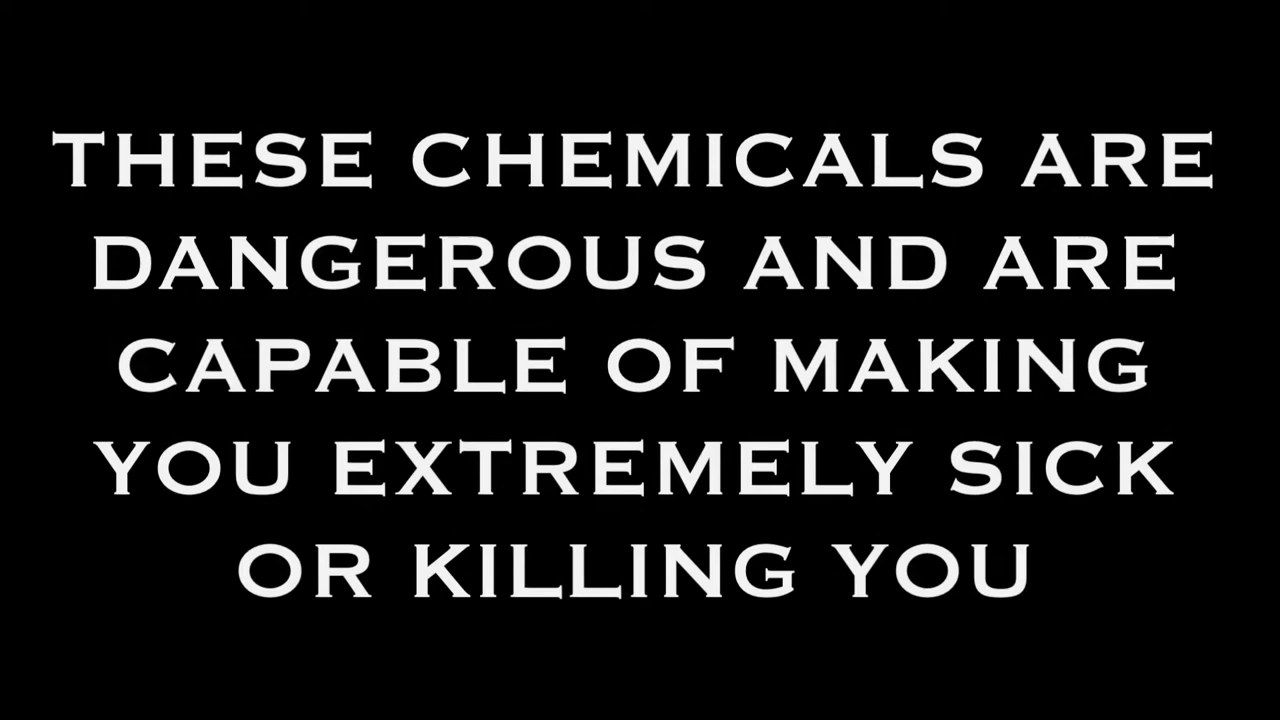 THESE CHEMICALS ARE
DANGEROUS AND ARE
CAPABLE OF MAKING
YOU EXTREMELY SICK
OR KILLING YOU